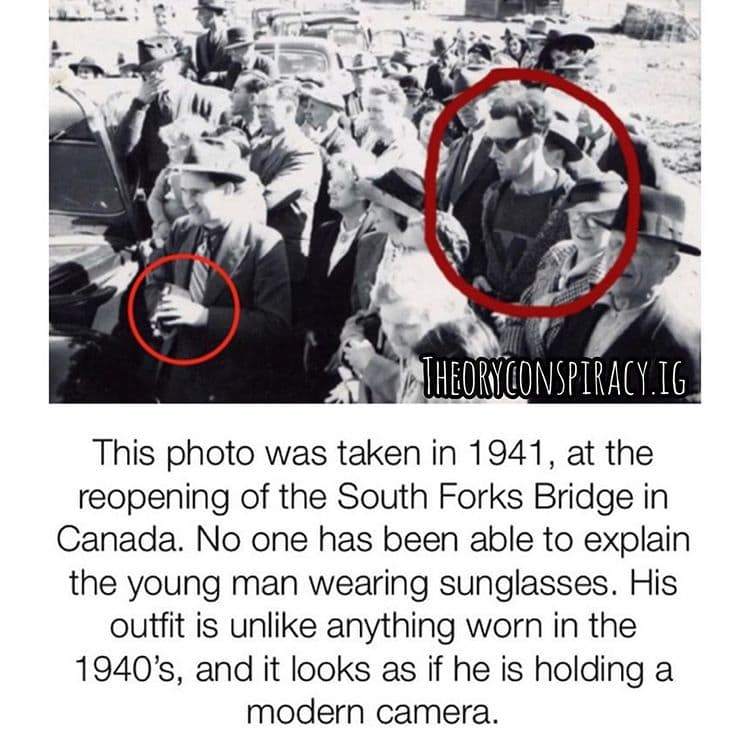 THEORYCONSPIRACY.IG
This photo was taken in 1941, at the
reopening of the South Forks Bridge in
Canada. No one has been able to explain
the young man wearing sunglasses. His
outfit is unlike anything worn in the
1940's, and it looks as if he is holding a
modern camera.